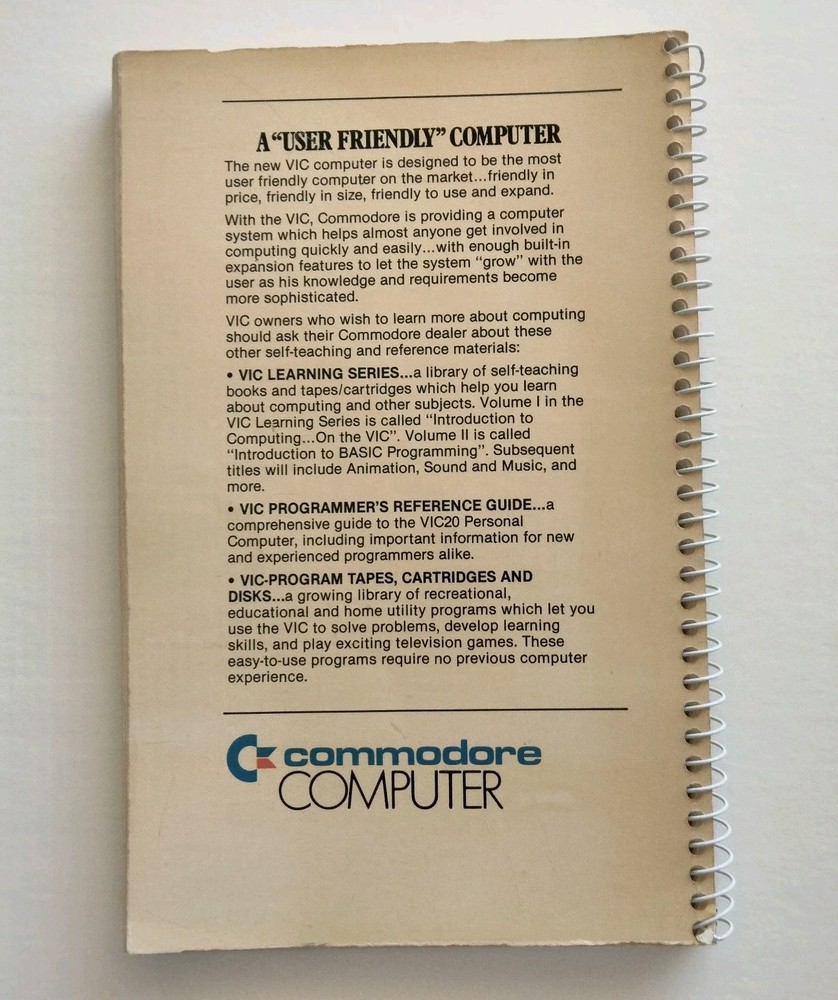 A “USER FRIENDLY” COMPUTER
The new VIC computer is designed to be the most
user friendly computer on the market...friendly in
price, friendly in size, friendly to use and expand.
With the VIC, Commodore is providing a computer
system which helps almost anyone get involved in
computing quickly and easily...with enough built-in
expansion features to let the system “grow” with the
user as his knowledge and requirements become
more sophisticated.
VIC owners who wish to learn more about computing
should ask their Commodore dealer about these
other self-teaching and reference materials:
• VIC LEARNING SERIES...a library of self-teaching
books and tapes/cartridges which help you learn
about computing and other subjects. Volume I in the
VIC Learning Series is called “Introduction to
Computing...On the VIC”. Volume II is called
“Introduction to BASIC Programming”. Subsequent
titles will include Animation, Sound and Music, and
more.
• VIC PROGRAMMER’S REFERENCE GUIDE...a
comprehensive guide to the VIC20 Personal
Computer, including important information for new
and experienced programmers alike.
• VIC-PROGRAM TAPES, CARTRIDGES AND
DISKS...a growing library of recreational,
educational and home utility programs which let you
use the VIC to solve problems, develop learning
skills, and play exciting television games. These
easy-to-use programs require no previous computer
experience.
commodore
COMPUTER